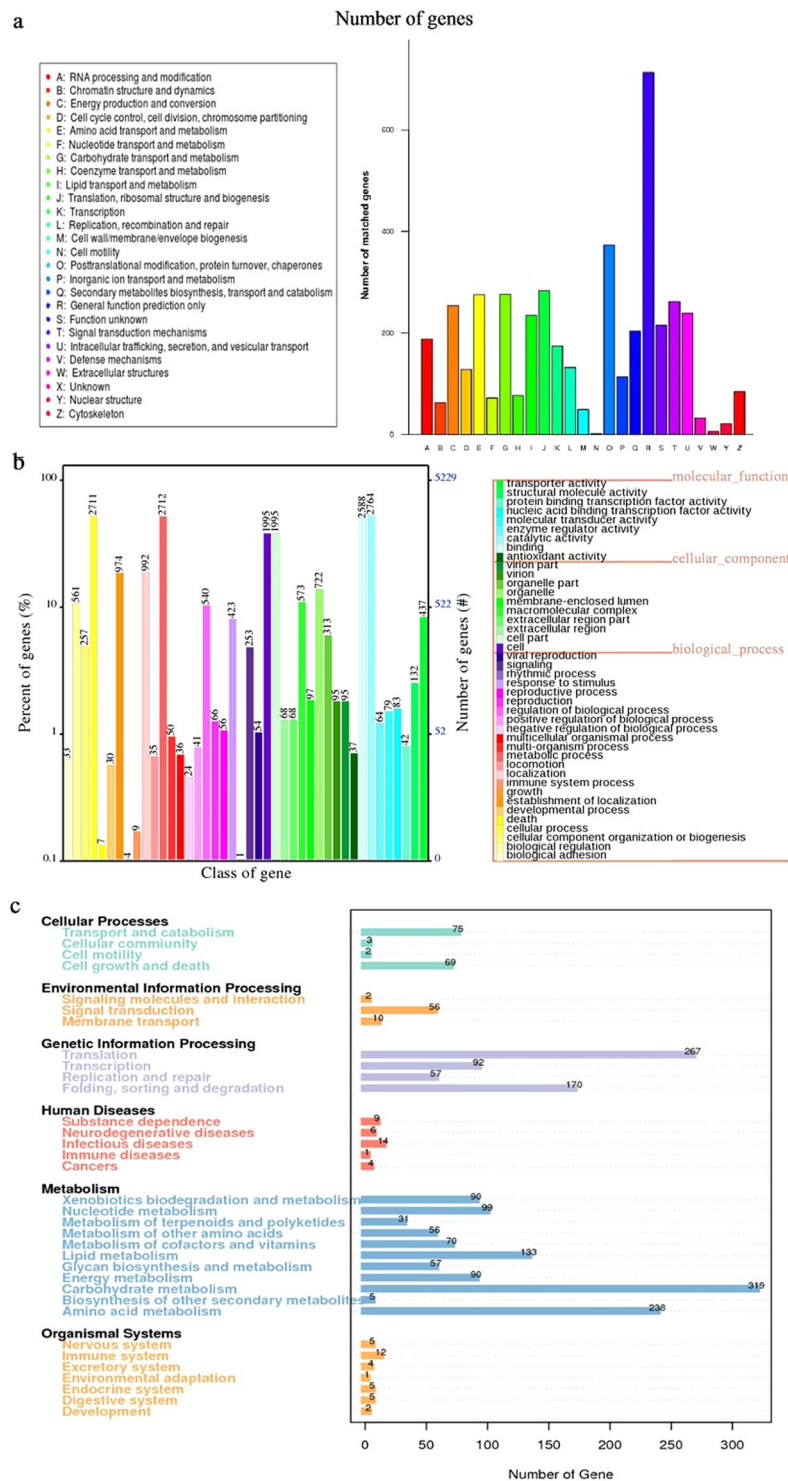 a
Number of genes
A: RNA processing and modification
B: Chromatin structure and dynamics
C: Energy production and conversion
D: Cell cycle control, cell division, chromosome partitioning
E: Amino acid transport and metabolism
F: Nucleotide transport and metabolism
G: Carbohydrate transport and metabolism
H: Coenzyme transport and metabolism
I: Lipid transport and metabolism
J: Translation, ribosomal structure and biogenesis
K: Transcription
L: Replication, recombination and repair
M: Cell wall/membrane/envelope biogenesis
N: Cell motility
O: Posttranslational modification, protein turnover, chaperones
P: Inorganic ion transport and metabolism
Q: Secondary metabolites biosynthesis, transport and catabolism
R: General function prediction only
S: Function unknown
T: Signal transduction mechanisms
U: Intracellular trafficking, secretion, and vesicular transport
V: Defense mechanisms
W: Extracellular structures
X: Unknown
Y: Nuclear structure
Z: Cytoskeleton
Number of matched genes
600
400
200
0
A B C D E F G H I J K L M N O P Q R S T U V W Y Z
b
Percent of genes (%)
100
10
1
0.1
561 257 2711 7 30 974 4 9 992 35 2712 50 36 24 41 540 66 56 423 1 253 54 1995 1995 68 68 573 97 722 313 95 95 37 2588 2764 64 79 83 42 132 437
5229
522
52
0
Number of genes (#)
Class of gene
molecular_function
transporter activity
structural molecule activity
protein binding transcription factor activity
nucleic acid binding transcription factor activity
molecular transducer activity
enzyme regulator activity
catalytic activity
binding
antioxidant activity
cellular_component
virion part
virion
organelle part
organelle
membrane-enclosed lumen
macromolecular complex
extracellular region part
extracellular region
cell part
cell
biological_process
viral reproduction
signaling
rhythmic process
response to stimulus
reproductive process
reproduction
regulation of biological process
positive regulation of biological process
negative regulation of biological process
multicellular organismal process
multi-organism process
metabolic process
locomotion
localization
immune system process
growth
establishment of localization
developmental process
death
cellular process
cellular component organization or biogenesis
biological regulation
biological adhesion
c
Cellular Processes
Transport and catabolism 75
Cellular commiunity 3
Cell motility 2
Cell growth and death 69
Environmental Information Processing
Signaling molecules and interaction 2
Signal transduction 56
Membrane transport 10
Genetic Information Processing
Translation 267
Transcription 92
Replication and repair 57
Folding, sorting and degradation 170
Human Diseases
Substance dependence 9
Neurodegenerative diseases 6
Infectious diseases 14
Immune diseases 1
Cancers 4
Metabolism
Xenobiotics biodegradation and metabolism 90
Nucleotide metabolism 99
Metabolism of terpenoids and polyketides 31
Metabolism of other amino acids 56
Metabolism of cofactors and vitamins 70
Lipid metabolism 133
Glycan biosynthesis and metabolism 57
Energy metabolism 90
Carbohydrate metabolism 319
Biosynthesis of other secondary metabolites 5
Amino acid metabolism 238
Organismal Systems
Nervous system 5
Immune system 12
Excretory system 4
Environmental adaptation 1
Endocrine system 5
Digestive system 5
Development 2
0 50 100 150 200 250 300
Number of Gene